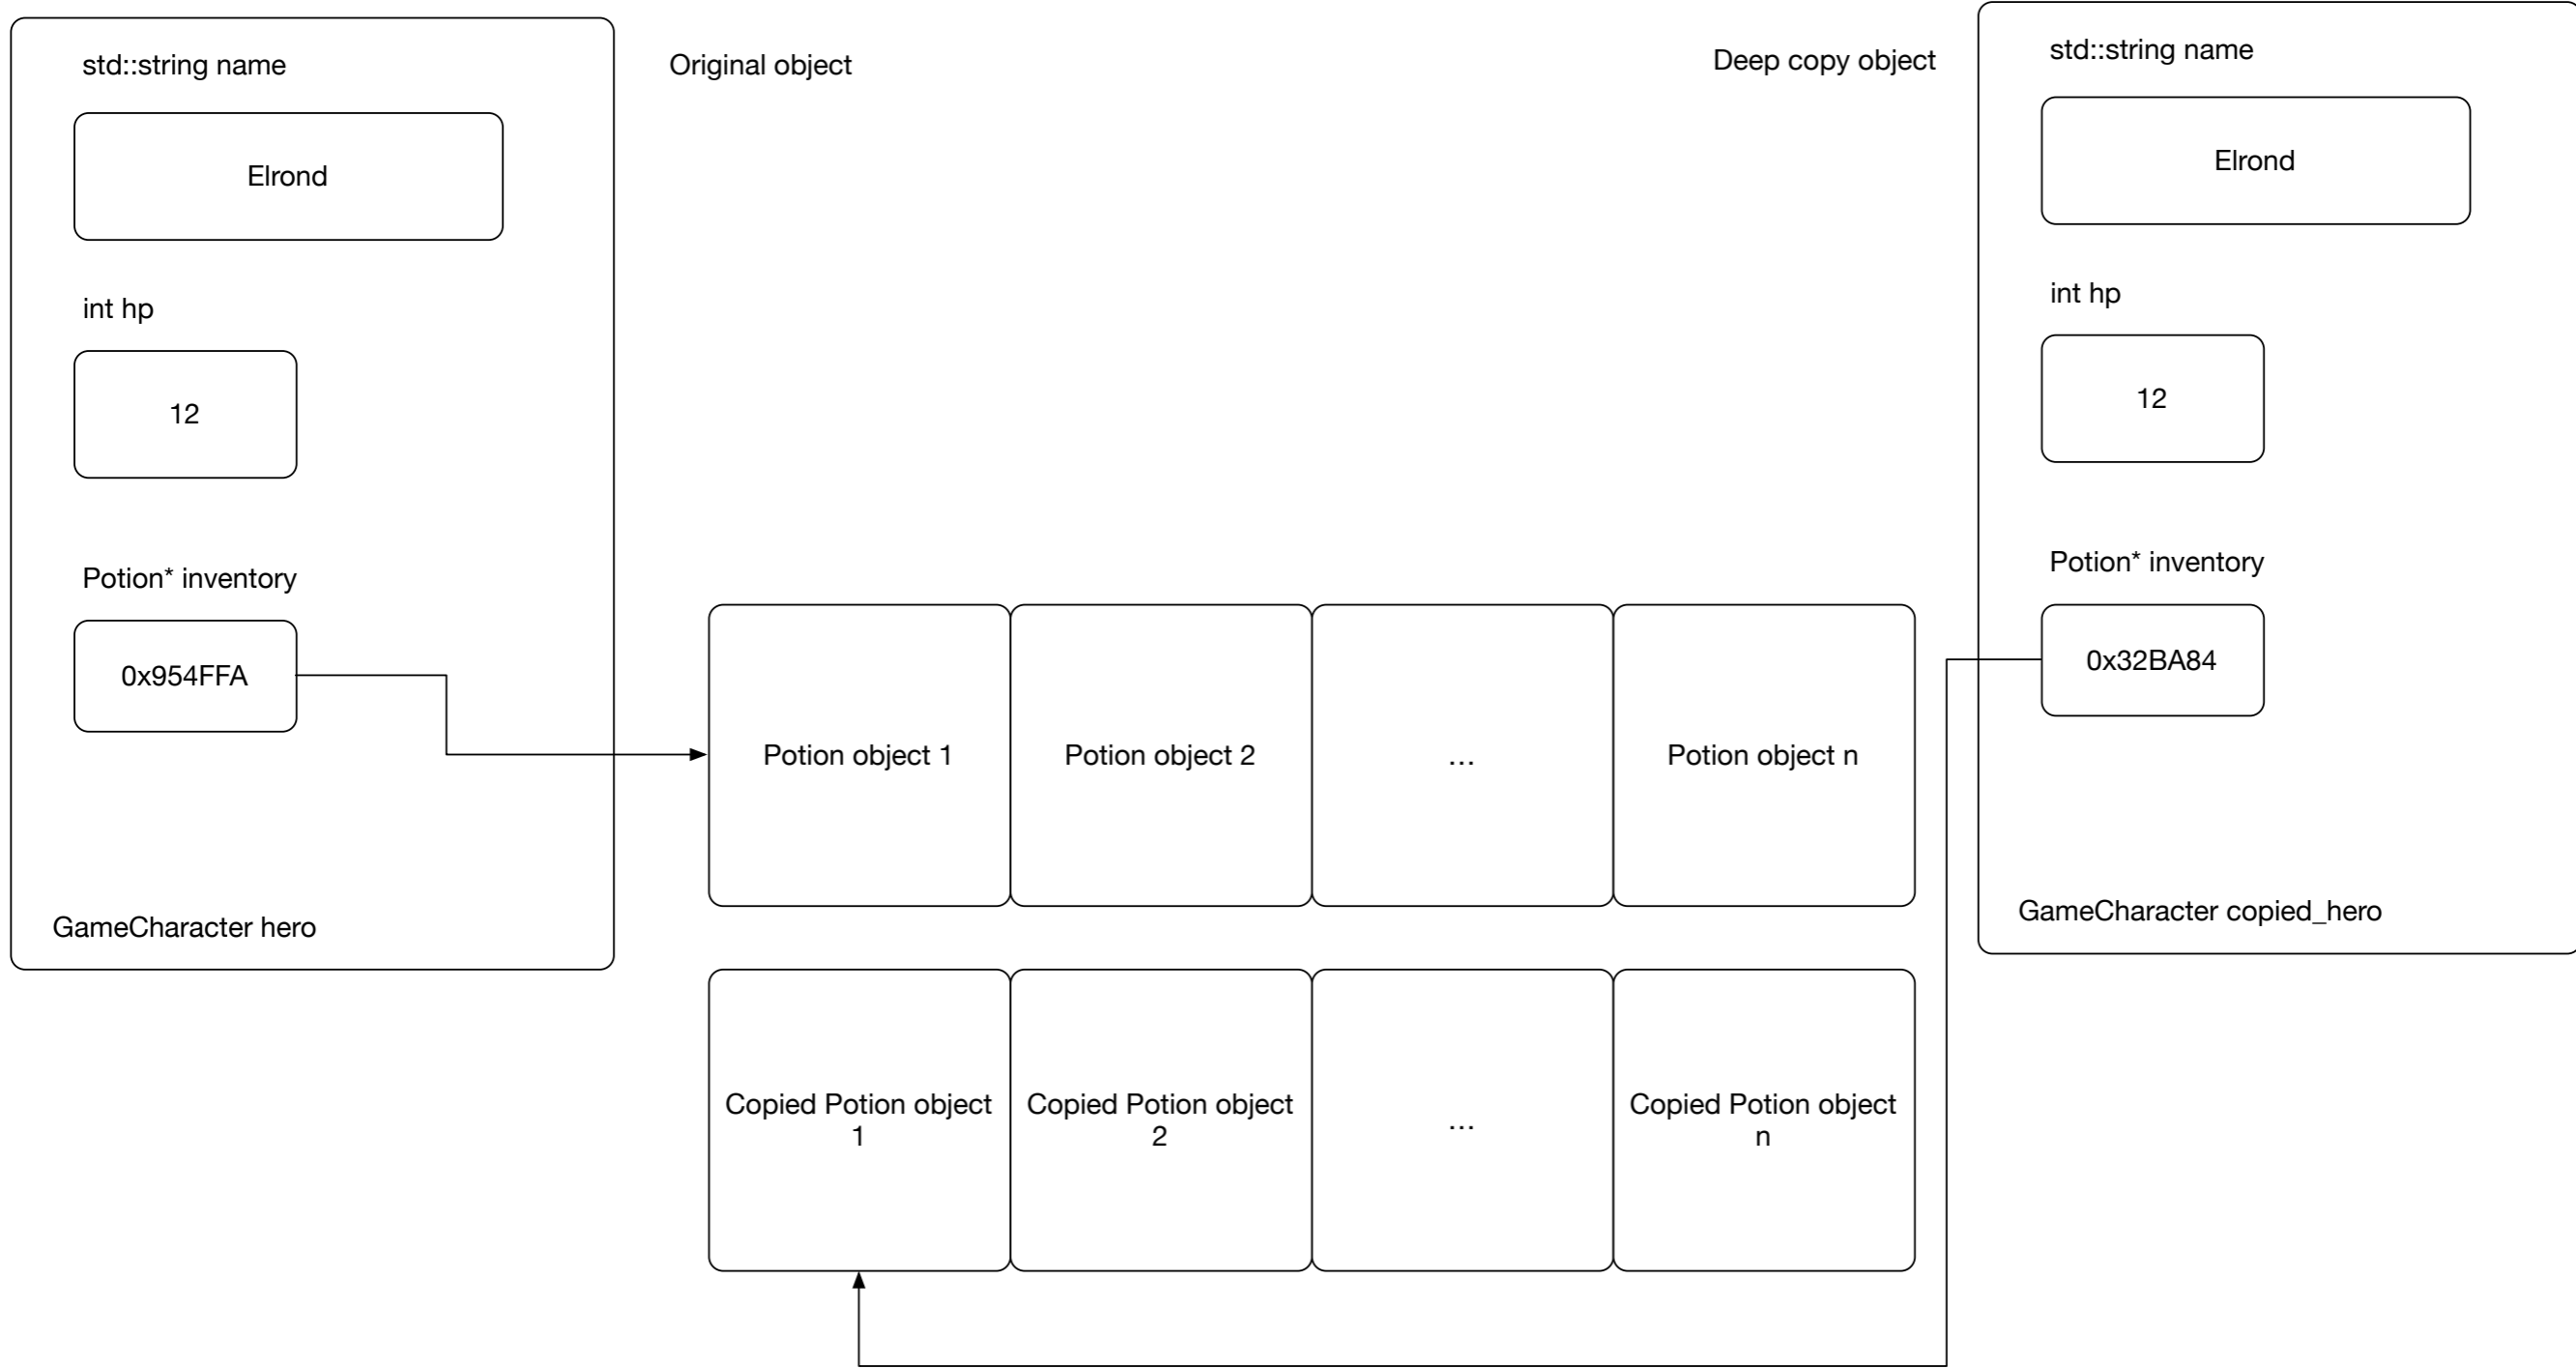 std::string name
Elrond
int hp
12
Potion* inventory
0x954FFA
GameCharacter hero
Original object
Deep copy object
std::string name
Elrond
int hp
12
Potion* inventory
0x32BA84
GameCharacter copied_hero
Potion object 1
Potion object 2
...
Potion object n
Copied Potion object
1
Copied Potion object
2
...
Copied Potion object
n